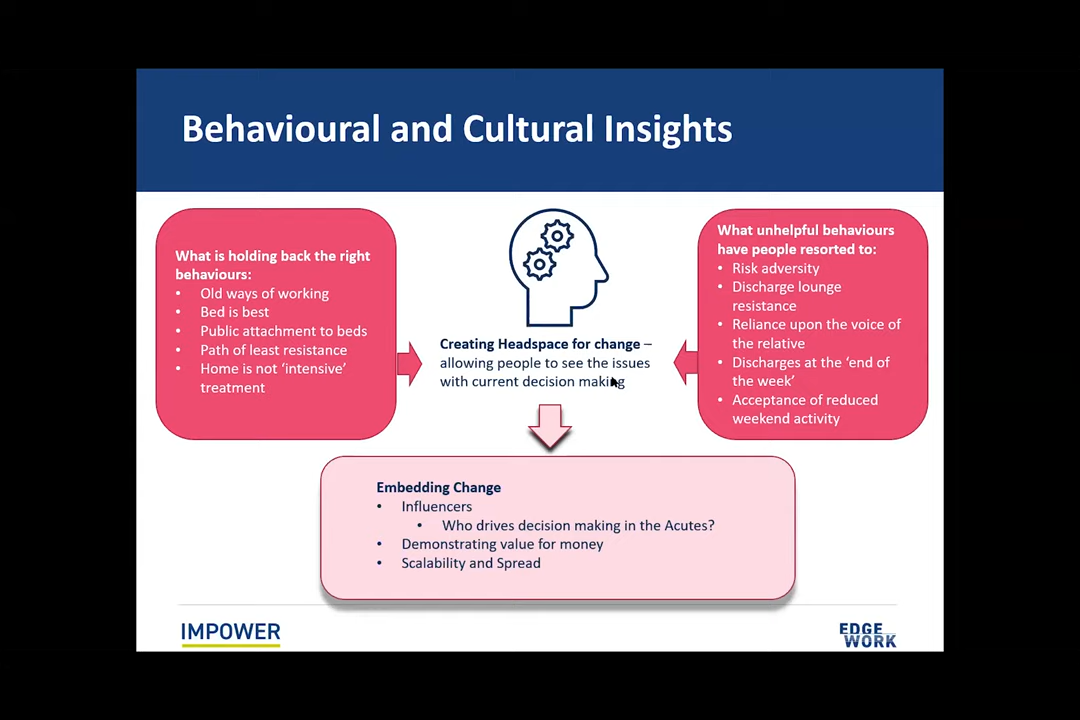 Behavioural and Cultural Insights
What is holding back the right
behaviours:
• Old ways of working
• Bed is best
• Public attachment to beds
• Path of least resistance
• Home is not ‘intensive’
treatment
Creating Headspace for change –
allowing people to see the issues
with current decision making
What unhelpful behaviours
have people resorted to:
• Risk adversity
• Discharge lounge
resistance
• Reliance upon the voice of
the relative
• Discharges at the ‘end of
the week’
• Acceptance of reduced
weekend activity
Embedding Change
• Influencers
• Who drives decision making in the Acutes?
• Demonstrating value for money
• Scalability and Spread
IMPOWER
EDGE
WORK